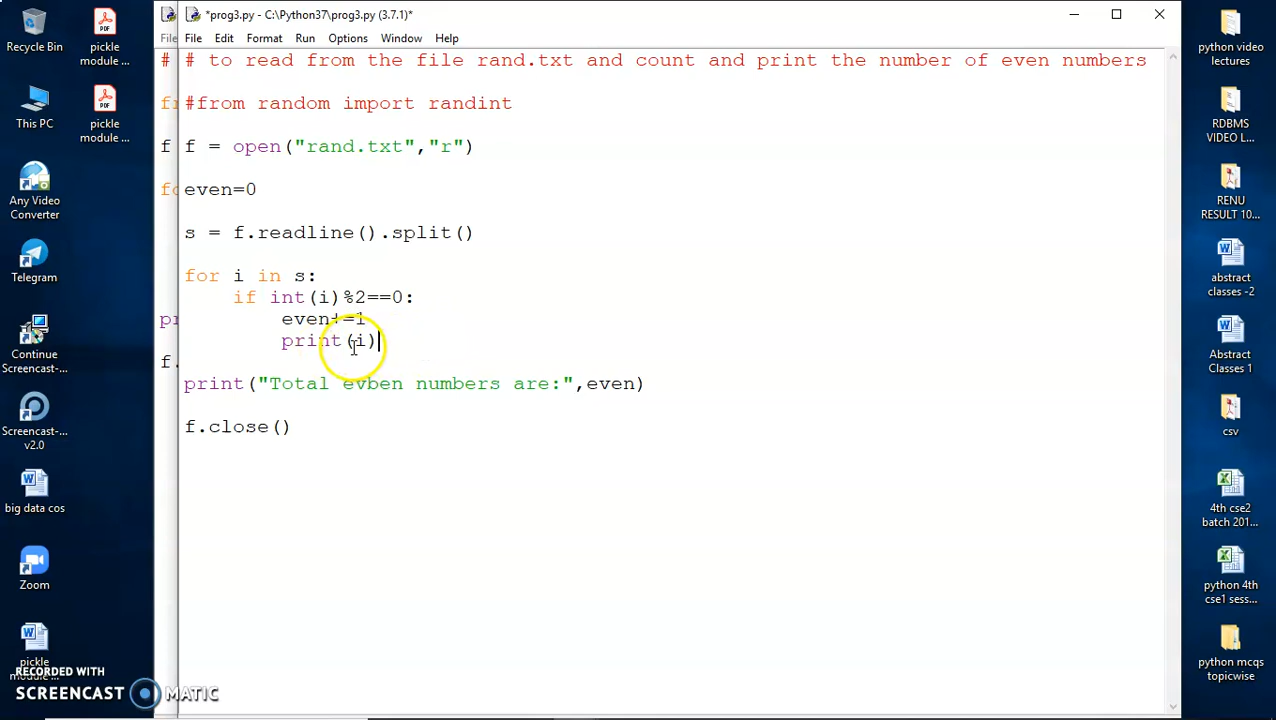 *prog3.py - C:\Python37\prog3.py (3.7.1)*
File
File Edit Format Run Options Window Help
#
# to read from the file rand.txt and count and print the number of even numbers
#from random import randint
f
f = open("rand.txt","r")
even=0
s = f.readline().split()
for i in s:
if int(i)%2==0:
even+=1
print(i)
f.
print("Total evben numbers are:",even)
f.close()
Recycle Bin
pickle
module ...
This PC
pickle
module ...
Any Video
Converter
Telegram
Continue
Screencast-...
Screencast-...
v2.0
big data cos
Zoom
pickle
python video
lectures
RDBMS
VIDEO L...
RENU
RESULT 10...
abstract
classes -2
Abstract
Classes 1
csv
4th cse2
batch 201...
python 4th
cse1 sess...
python mcqs
topicwise
RECORDED WITH
SCREENCAST MATIC